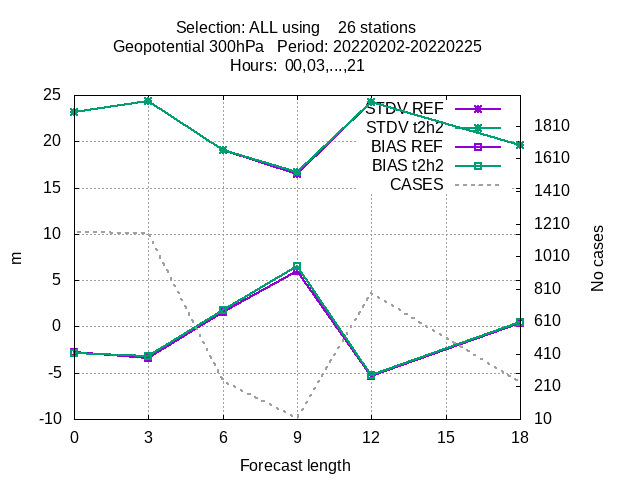 Selection: ALL using    26 stations
Geopotential 300hPa   Period: 20220202-20220225
Hours:  00,03,...,21
25
20
15
10
5
0
-5
-10
m
STDV REF
STDV t2h2
BIAS REF
BIAS t2h2
CASES
1810
1610
1410
1210
1010
810
610
410
210
10
No cases
0 3 6 9 12 15 18
Forecast length